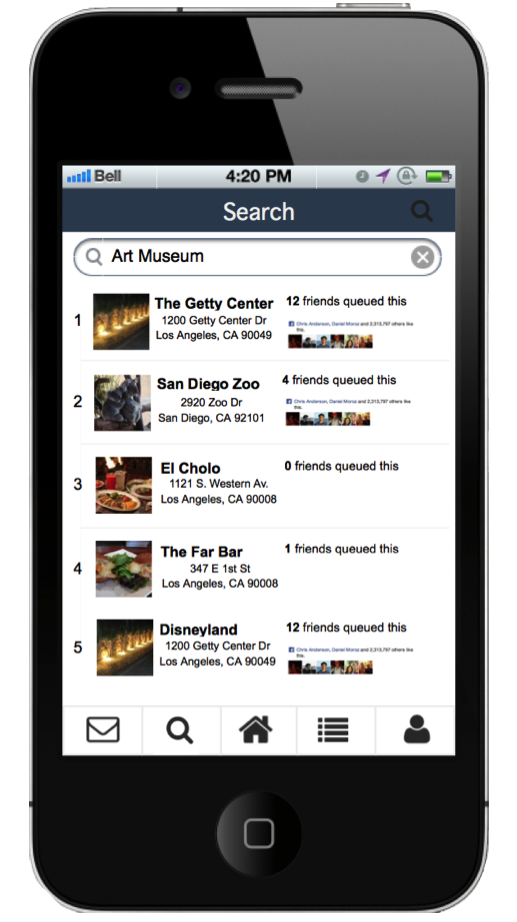 Bell 4:20 PM
Search
Art Museum
1 The Getty Center 12 friends queued this
1200 Getty Center Dr
Los Angeles, CA 90049
Chris Anderson, Daniel Moraz and 2,313,797 others like
this.
2 San Diego Zoo 4 friends queued this
2920 Zoo Dr
San Diego, CA 92101
Chris Anderson, Daniel Moraz and 2,313,797 others like
this.
3 El Cholo 0 friends queued this
1121 S. Western Av.
Los Angeles, CA 90008
4 The Far Bar 1 friends queued this
347 E 1st St
Los Angeles, CA 90008
5 Disneyland 12 friends queued this
1200 Getty Center Dr
Los Angeles, CA 90049
Chris Anderson, Daniel Moraz and 2,313,797 others like
this.